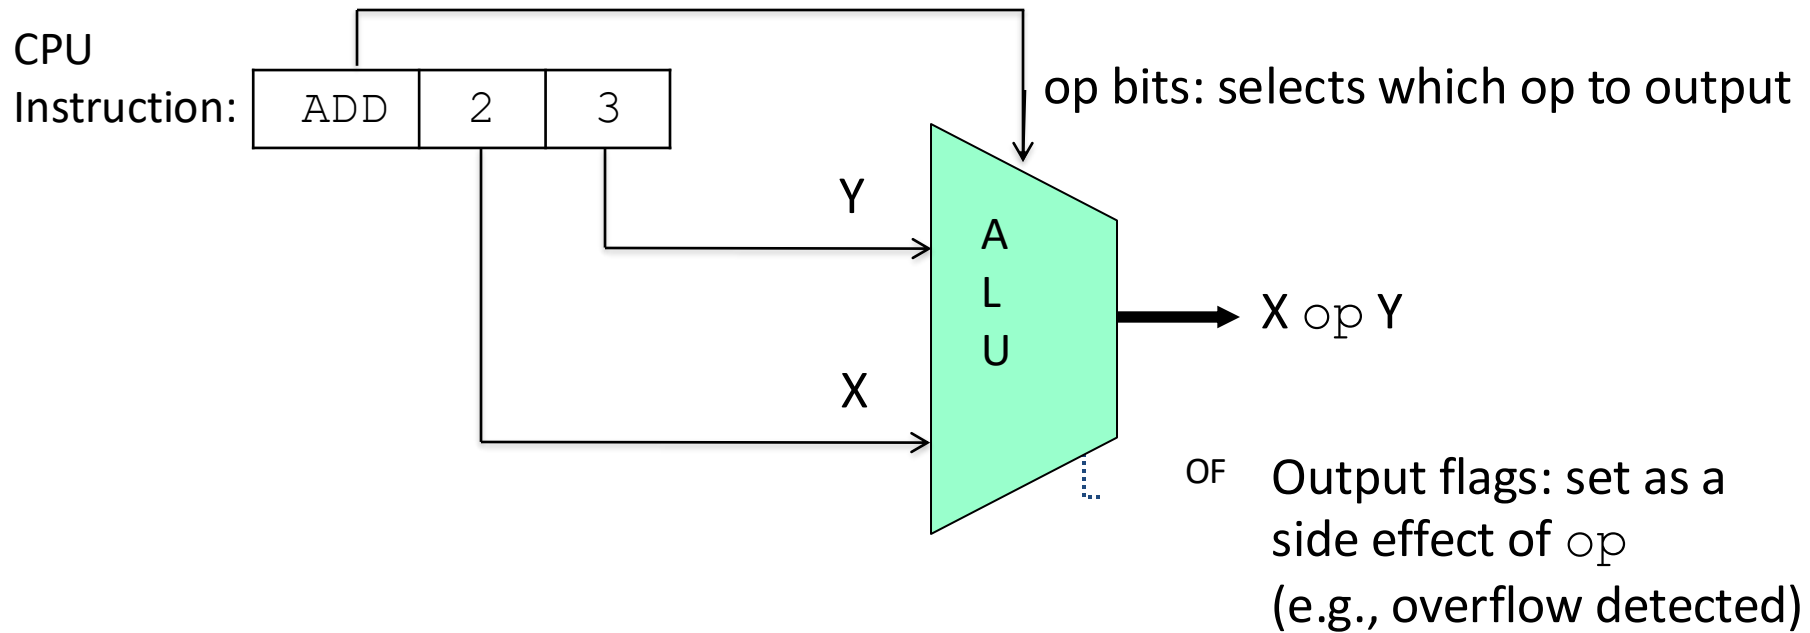 CPU
Instruction:
ADD 2 3
op bits: selects which op to output
Y
A
L
U
X op Y
X
OF
Output flags: set as a
side effect of op
(e.g., overflow detected)